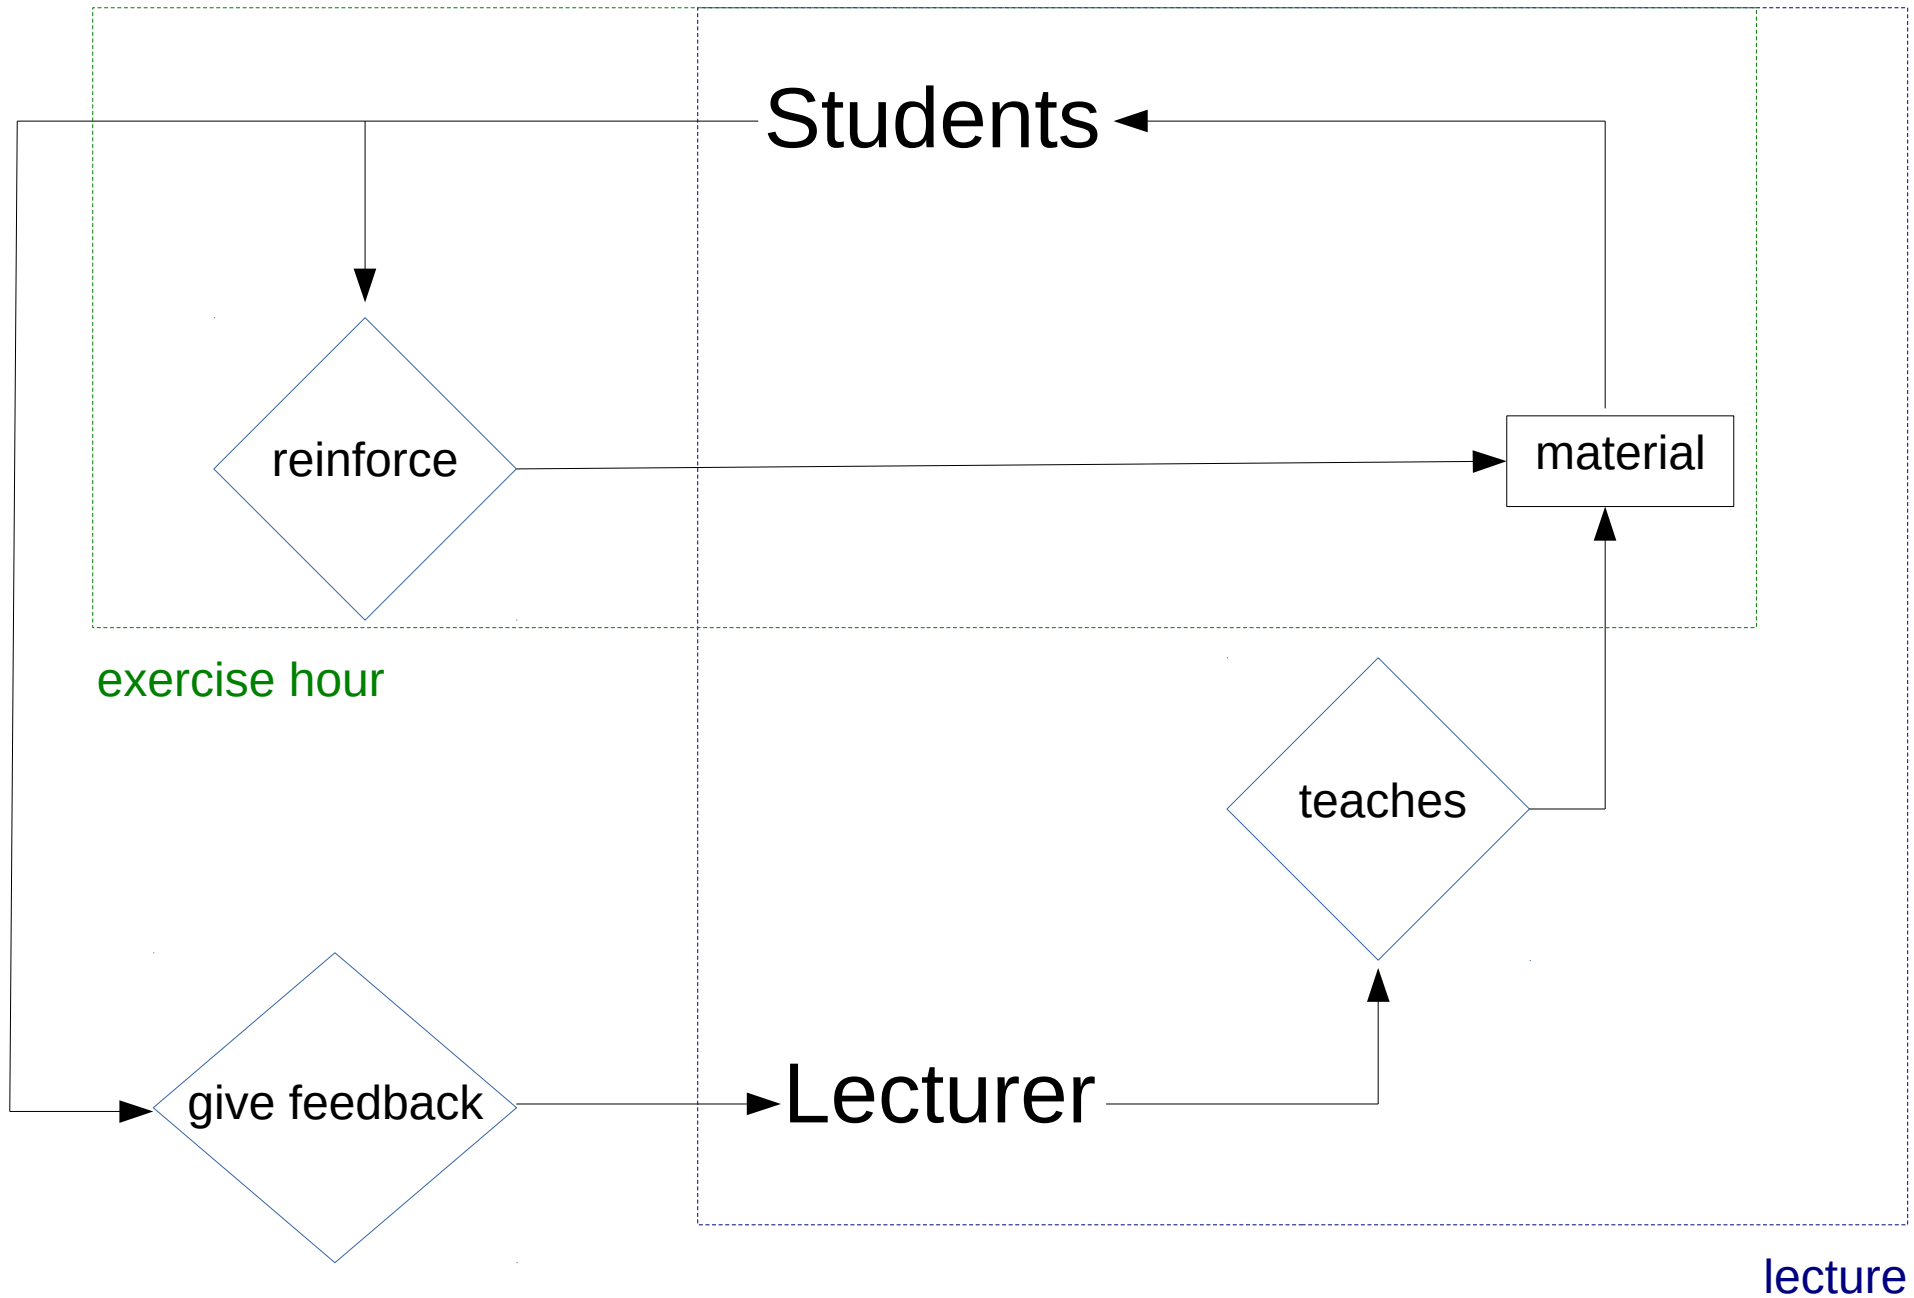 Students
reinforce
material
exercise hour
teaches
give feedback
Lecturer
lecture